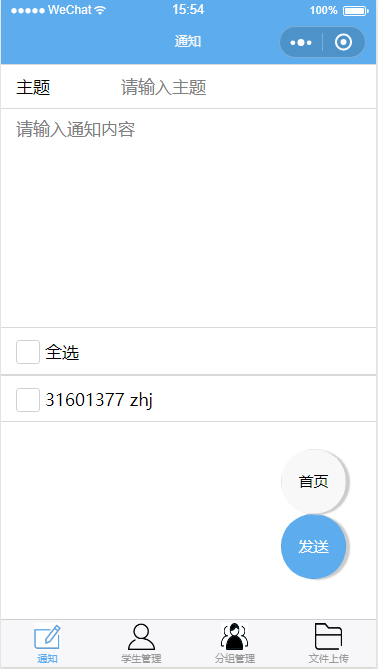 WeChat 15:54 100%
通知
主题 请输入主题
请输入通知内容
全选
31601377 zhj
首页
发送
通知 学生管理 分组管理 文件上传